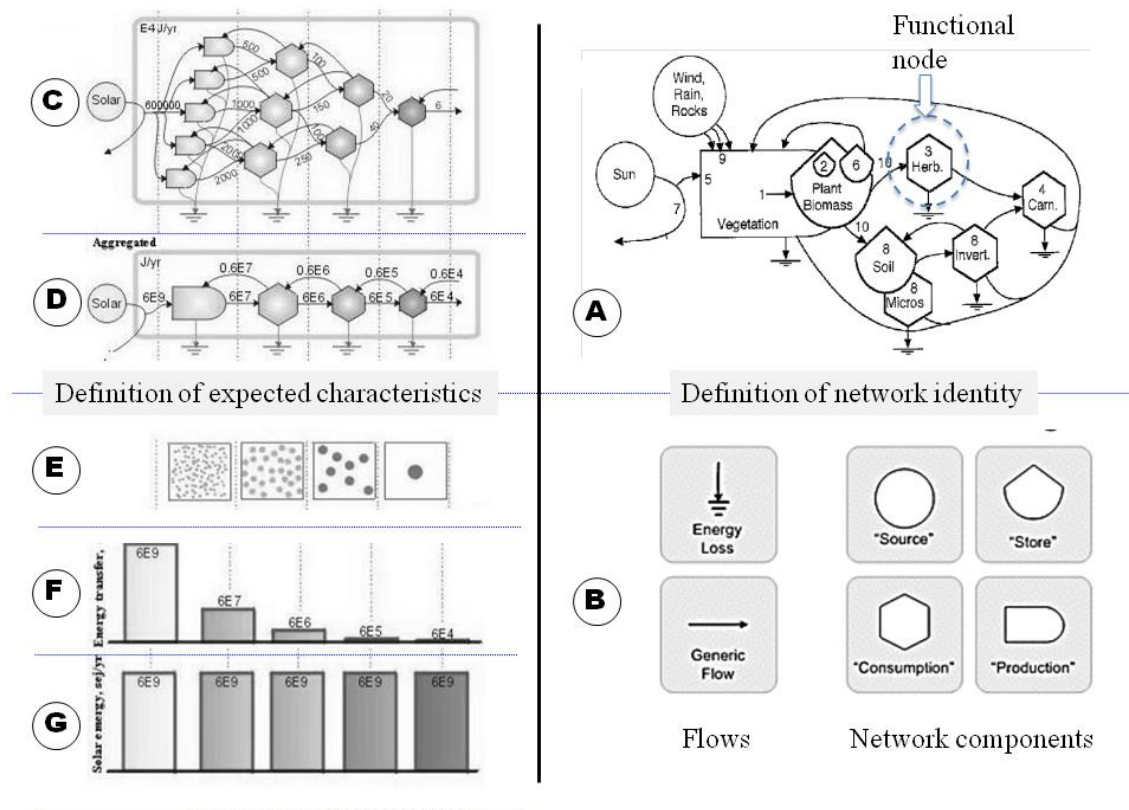 E4 J/yr
C
Solar
600000
500
500
1000
1000
2000
2000
100
150
250
20
40
6
Aggregated
J/yr
D
Solar
6E9
0.6E7
0.6E6
0.6E5
0.6E4
6E7
6E6
6E5
6E4
Definition of expected characteristics
E
F
Energy transfer,
6E9
6E7
6E6
6E5
6E4
G
Solar emergy, sej/yr
6E9
6E9
6E9
6E9
6E9
Functional
node
Wind,
Rain,
Rocks
Sun
9
5
7
1
2
6
Plant
Biomass
Vegetation
10
10
3
Herb.
4
Carn.
8
Soil
8
Invert.
8
Micros
A
Definition of network identity
B
Energy
Loss
"Source"
"Store"
Generic
Flow
"Consumption"
"Production"
Flows
Network components